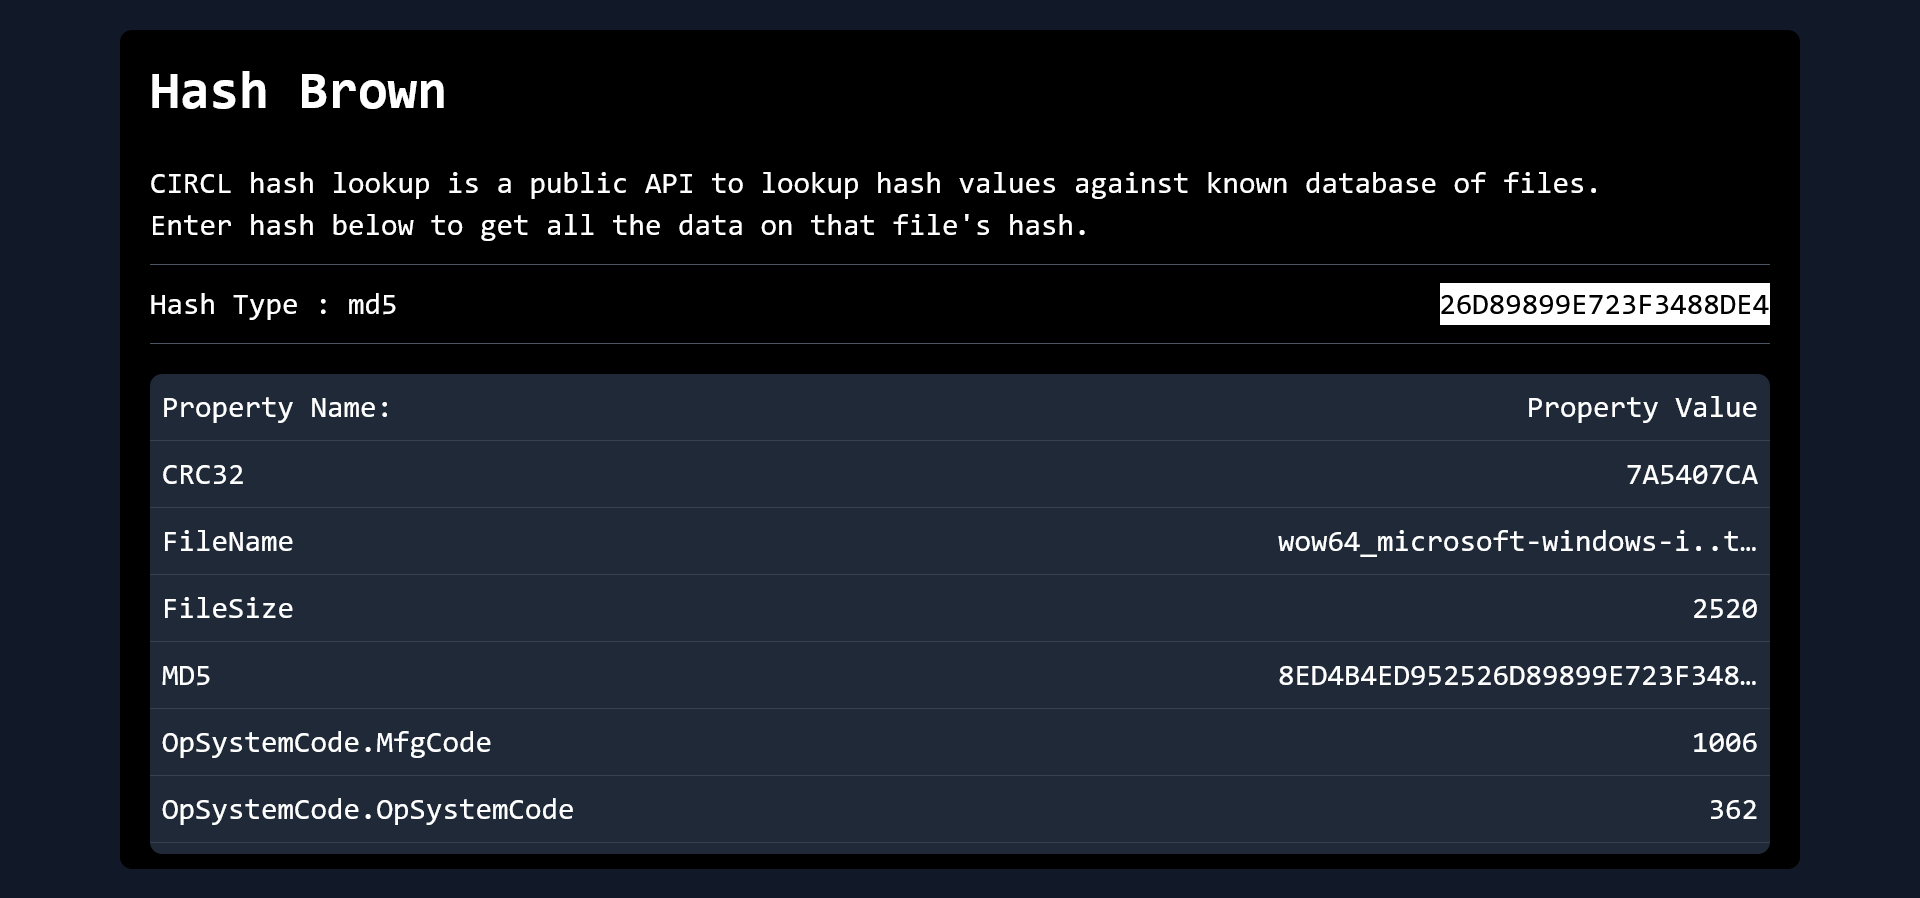 Hash Brown
CIRCL hash lookup is a public API to lookup hash values against known database of files.
Enter hash below to get all the data on that file's hash.
Hash Type : md5 26D89899E723F3488DE4
Property Name: Property Value
CRC32 7A5407CA
FileName wow64_microsoft-windows-i..t…
FileSize 2520
MD5 8ED4B4ED952526D89899E723F348…
OpSystemCode.MfgCode 1006
OpSystemCode.OpSystemCode 362